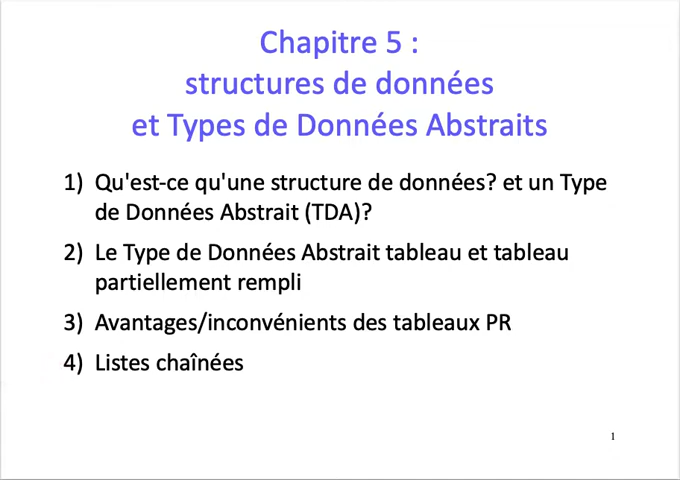 Chapitre 5 :
structures de données
et Types de Données Abstraits
1) Qu'est-ce qu'une structure de données? et un Type
de Données Abstrait (TDA)?
2) Le Type de Données Abstrait tableau et tableau
partiellement rempli
3) Avantages/inconvénients des tableaux PR
4) Listes chaînées
1